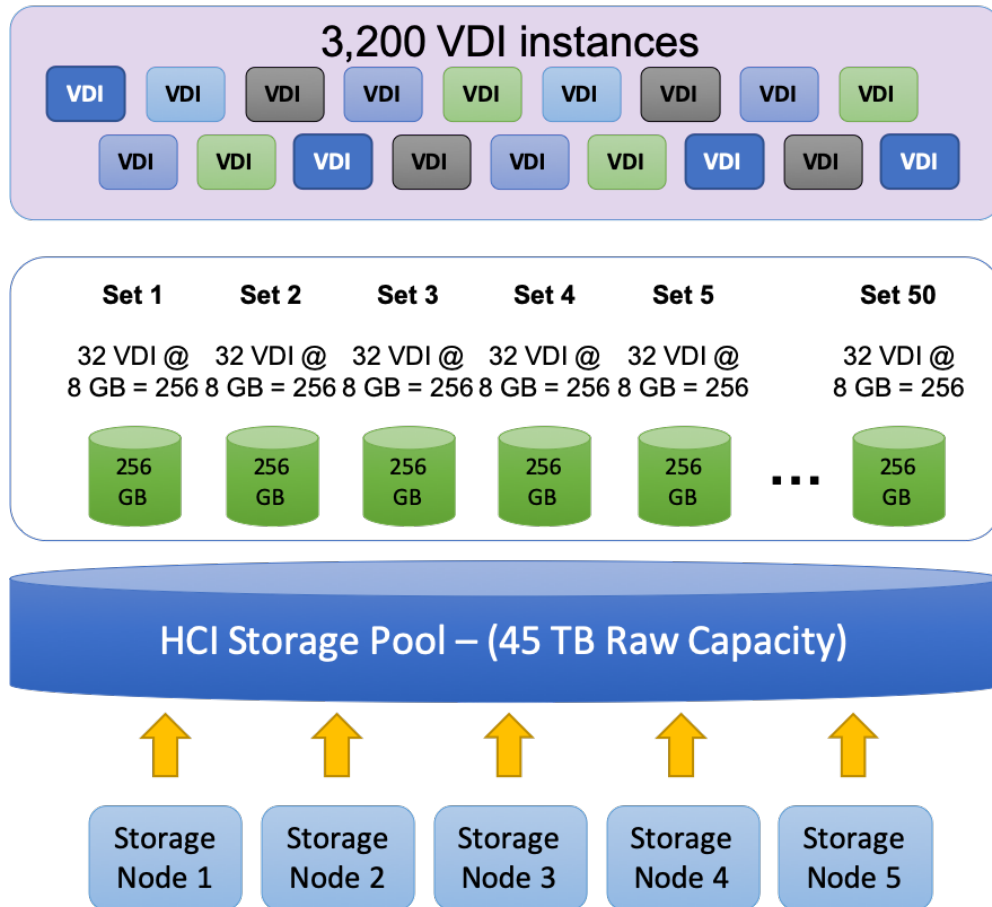 3,200 VDI instances
VDI VDI VDI VDI VDI VDI VDI VDI VDI
VDI VDI VDI VDI VDI VDI VDI VDI VDI
Set 1 Set 2 Set 3 Set 4 Set 5 Set 50
32 VDI @ 32 VDI @ 32 VDI @ 32 VDI @ 32 VDI @ 32 VDI @
8 GB = 256 8 GB = 256 8 GB = 256 8 GB = 256 8 GB = 256 8 GB = 256
256 256 256 256 256 ... 256
GB GB GB GB GB GB
HCI Storage Pool – (45 TB Raw Capacity)
Storage Storage Storage Storage Storage
Node 1 Node 2 Node 3 Node 4 Node 5